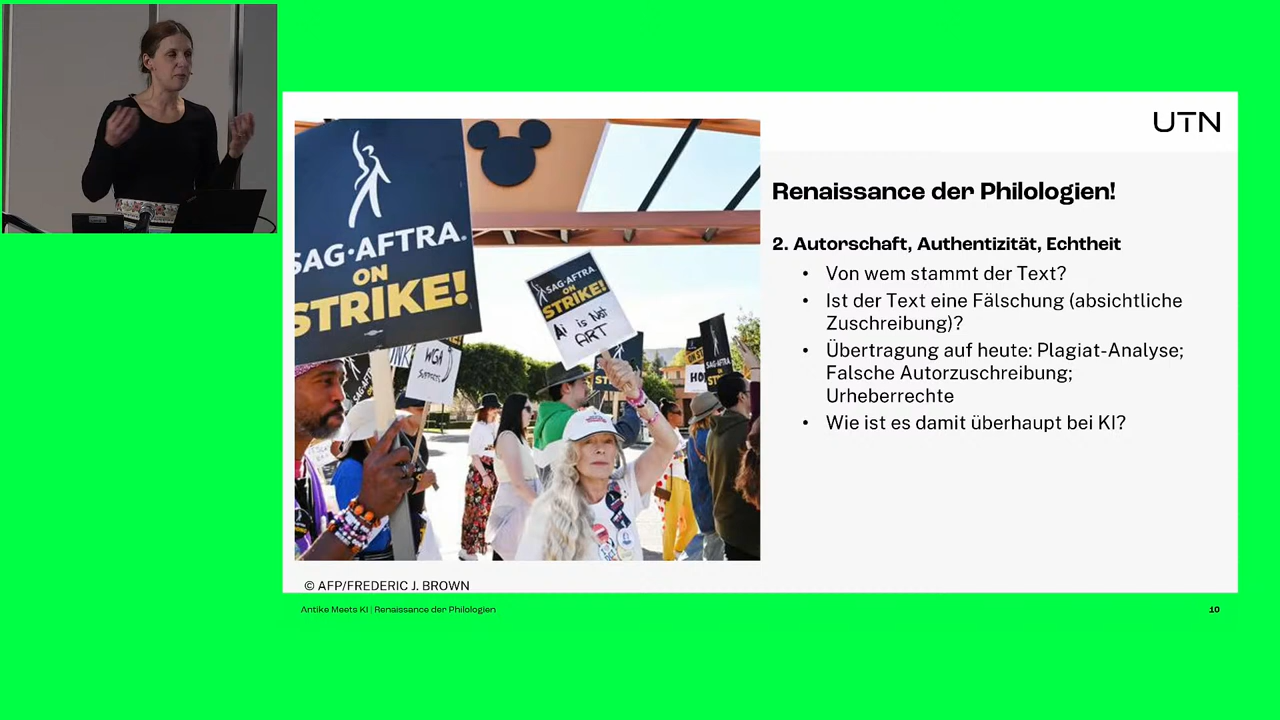 UTN
SAG·AFTRA.
ON
STRIKE!
SAG·AFTRA
ON
STRIKE!
Ai is Not
ART
WGA
Renaissance der Philologien!
2. Autorschaft, Authentizität, Echtheit
• Von wem stammt der Text?
• Ist der Text eine Fälschung (absichtliche
Zuschreibung)?
• Übertragung auf heute: Plagiat-Analyse;
Falsche Autorzuschreibung;
Urheberrechte
• Wie ist es damit überhaupt bei KI?
© AFP/FREDERIC J. BROWN
Antike Meets KI | Renaissance der Philologien
10